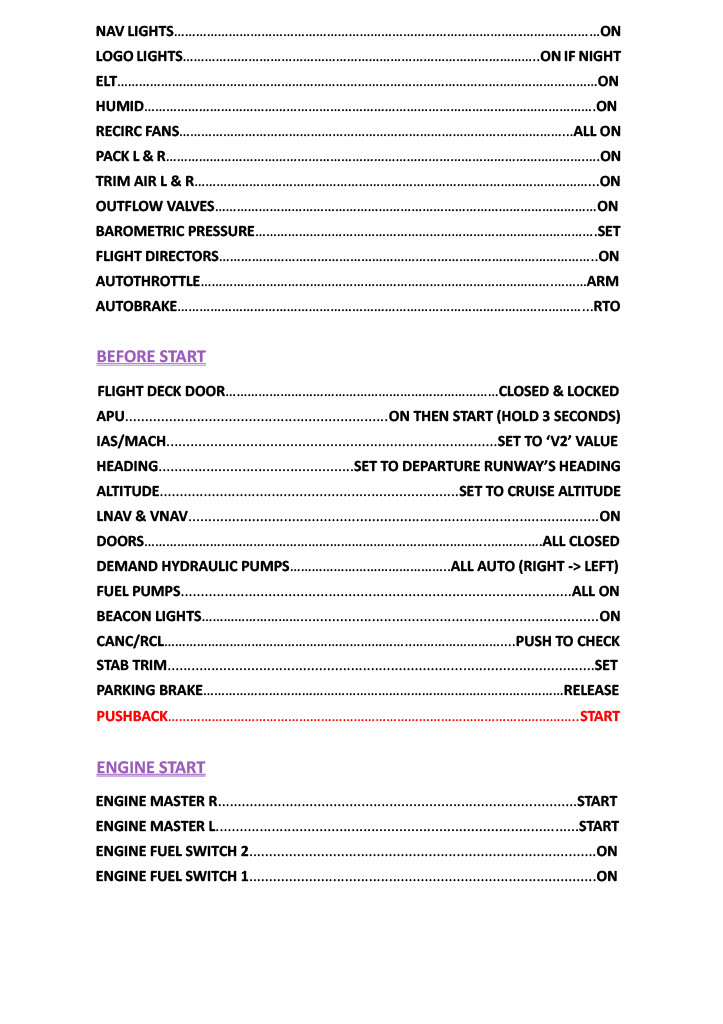 NAV LIGHTS……………………………………………………………………………………………………ON
LOGO LIGHTS……………………………………………………………………………………..ON IF NIGHT
ELT…………………………………………………………………………………………………………………ON
HUMID…………………………………………………………………………………………………………….ON
RECIRC FANS……………………………………………………………………………………………...ALL ON
PACK L & R……………………………………………………………………………………………………..ON
TRIM AIR L & R………………………………………………………………………………………………...ON
OUTFLOW VALVES…………………………………………………………………………………………ON
BAROMETRIC PRESSURE………………………………………………………………………………….SET
FLIGHT DIRECTORS…………………………………………………………………………………………..ON
AUTOTHROTTLE……………………………………………………………………………………………ARM
AUTOBRAKE…………………………………………………………………………………………………...RTO
BEFORE START
FLIGHT DECK DOOR…………………………………………………………………CLOSED & LOCKED
APU..................................................................ON THEN START (HOLD 3 SECONDS)
IAS/MACH...................................................................................SET TO ‘V2’ VALUE
HEADING.................................................SET TO DEPARTURE RUNWAY’S HEADING
ALTITUDE...........................................................................SET TO CRUISE ALTITUDE
LNAV & VNAV.......................................................................................................ON
DOORS………………………………………………………………………………………………ALL CLOSED
DEMAND HYDRAULIC PUMPS……………………………………..ALL AUTO (RIGHT -> LEFT)
FUEL PUMPS..................................................................................................ALL ON
BEACON LIGHTS....................................................................................................ON
CANC/RCL…………………………………………………………………………………....PUSH TO CHECK
STAB TRIM...........................................................................................................SET
PARKING BRAKE………………………………………………………………………………………RELEASE
PUSHBACK…………………………………………………………………………………………………..START
ENGINE START
ENGINE MASTER R..........................................................................................START
ENGINE MASTER L...........................................................................................START
ENGINE FUEL SWITCH 2.......................................................................................ON
ENGINE FUEL SWITCH 1.......................................................................................ON